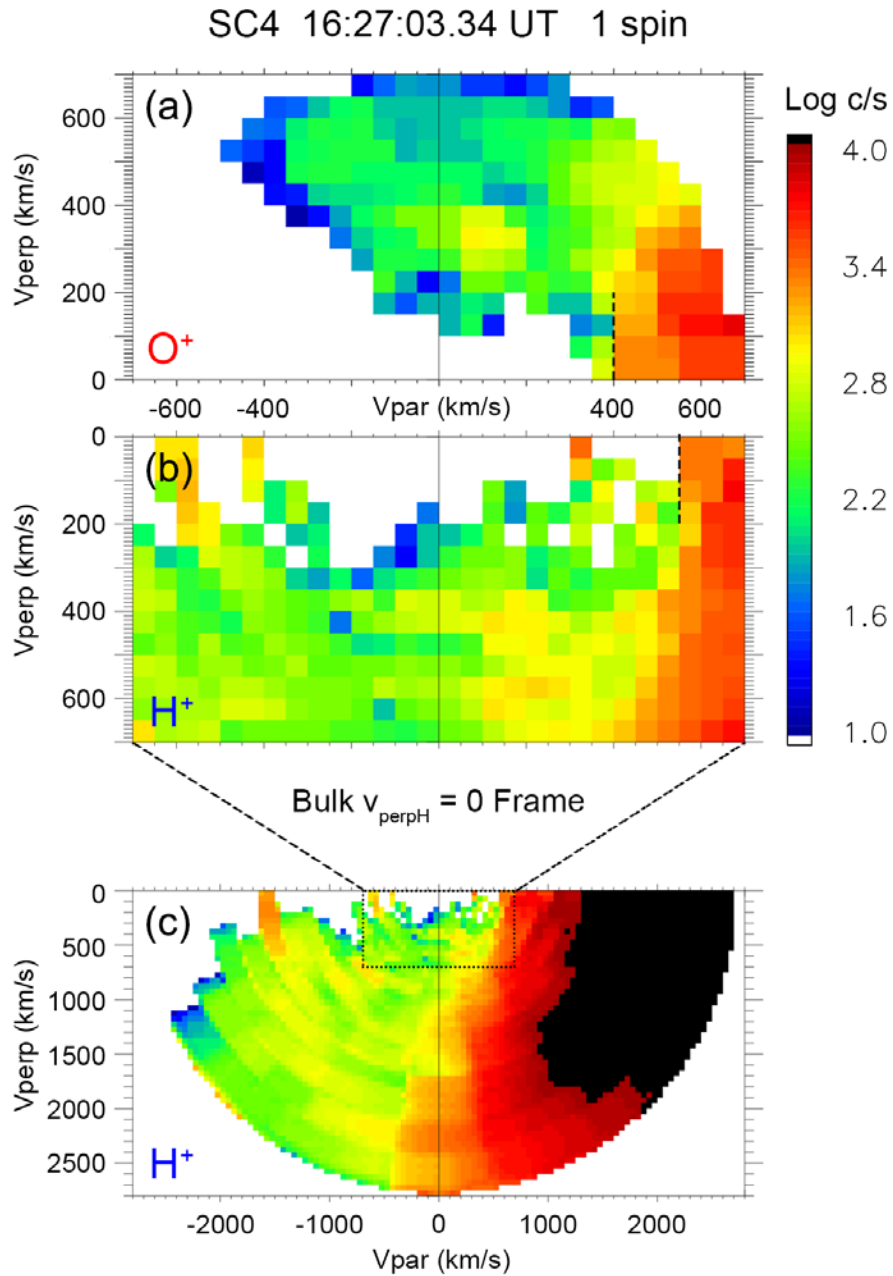 SC4 16:27:03.34 UT 1 spin
(a)
Log c/s
600
400
200
0
Vperp (km/s)
O+
4.0
3.4
2.8
2.2
1.6
1.0
-600 -400 Vpar (km/s) 400 600
(b)
0
200
400
600
Vperp (km/s)
H+
Bulk v perpH = 0 Frame
(c)
0
500
1000
1500
2000
2500
Vperp (km/s)
H+
-2000 -1000 0 1000 2000
Vpar (km/s)